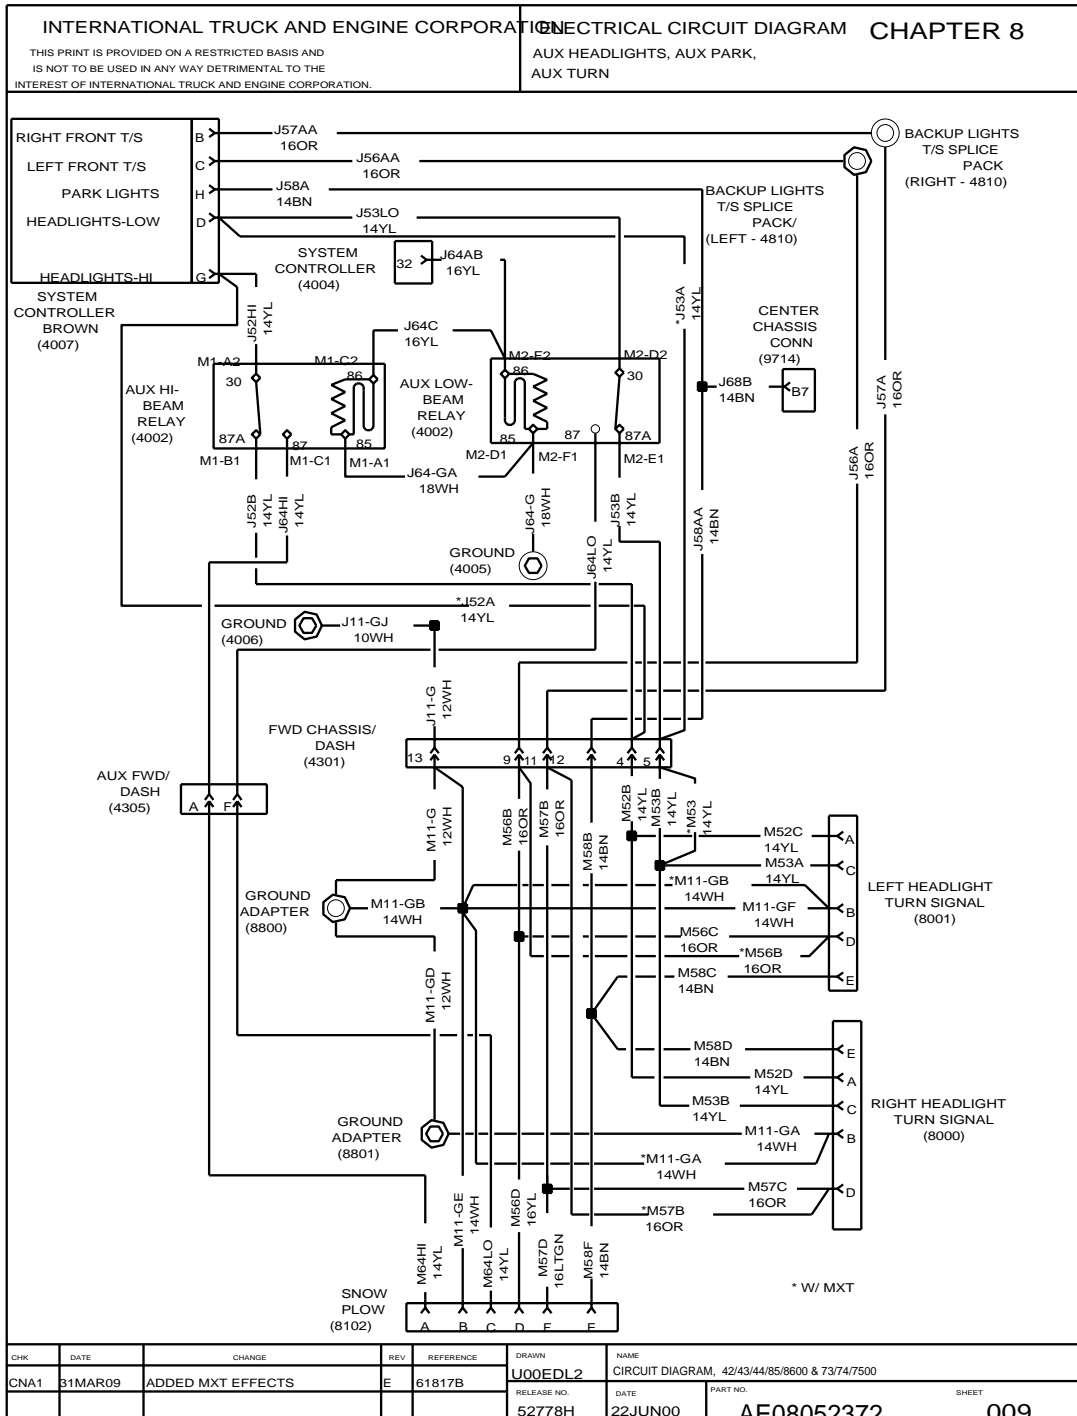 INTERNATIONAL TRUCK AND ENGINE CORPORATION
THIS PRINT IS PROVIDED ON A RESTRICTED BASIS AND
IS NOT TO BE USED IN ANY WAY DETRIMENTAL TO THE
INTEREST OF INTERNATIONAL TRUCK AND ENGINE CORPORATION.
ELECTRICAL CIRCUIT DIAGRAM
CHAPTER 8
AUX HEADLIGHTS, AUX PARK,
AUX TURN
RIGHT FRONT T/S
B
LEFT FRONT T/S
C
PARK LIGHTS
H
HEADLIGHTS-LOW
D
HEADLIGHTS-HI
G
SYSTEM
CONTROLLER
BROWN
(4007)
J57AA
16OR
J56AA
16OR
J58A
14BN
J53LO
14YL
BACKUP LIGHTS
T/S SPLICE
PACK
(RIGHT - 4810)
BACKUP LIGHTS
T/S SPLICE
PACK/
(LEFT - 4810)
SYSTEM
CONTROLLER
(4004)
32
J64AB
16YL
J52HI
14YL
J64C
16YL
*J53A
14YL
CENTER
CHASSIS
CONN
(9714)
J68B
14BN
B7
J57A
16OR
J56A
16OR
AUX HI-
BEAM
RELAY
(4002)
M1-A2
M1-C2
30
86
87A
87
85
M1-B1
M1-C1
M1-A1
AUX LOW-
BEAM
RELAY
(4002)
M2-F2
M2-D2
86
30
85
87
87A
M2-D1
M2-F1
M2-E1
J64-GA
18WH
J52B
14YL
J64HI
14YL
J64-G
18WH
J64LO
14YL
J53B
14YL
J58AA
14BN
GROUND
(4005)
*J52A
14YL
GROUND
(4006)
J11-GJ
10WH
J11-G
12WH
FWD CHASSIS/
DASH
(4301)
13
9
11
12
4
5
AUX FWD/
DASH
(4305)
A
F
M11-G
12WH
M56B
16OR
M57B
16OR
M58B
14BN
M52B
14YL
M53B
14YL
*M53
14YL
M52C
14YL
M53A
14YL
*M11-GB
14WH
M11-GF
14WH
M56C
16OR
*M56B
16OR
M58C
14BN
A
C
B
D
E
LEFT HEADLIGHT
TURN SIGNAL
(8001)
GROUND
ADAPTER
(8800)
M11-GB
14WH
M11-GD
12WH
M58D
14BN
M52D
14YL
M53B
14YL
M11-GA
14WH
*M11-GA
14WH
M57C
16OR
*M57B
16OR
E
A
C
B
D
RIGHT HEADLIGHT
TURN SIGNAL
(8000)
GROUND
ADAPTER
(8801)
M64HI
14YL
M11-GE
14WH
M64LO
14YL
M56D
16YL
M57D
16LTGN
M58F
14BN
* W/ MXT
SNOW
PLOW
(8102)
A
B
C
D
F
CHK
DATE
CHANGE
REV
REFERENCE
CNA1
31MAR09
ADDED MXT EFFECTS
E
61817B
DRAWN
U00EDL2
NAME
CIRCUIT DIAGRAM, 42/43/44/85/8600 & 73/74/7500
RELEASE NO.
52778H
DATE
22JUN00
PART NO.
AE08052372
SHEET
009